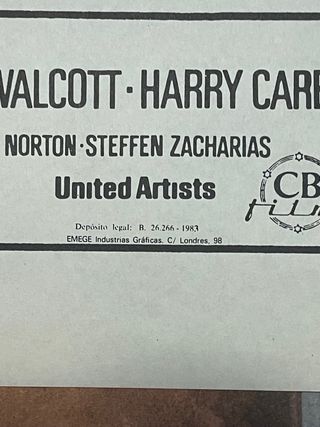 WALCOTT · HARRY CARE
NORTON · STEFFEN ZACHARIAS
United Artists
CB
film
Depósito legal: B. 26.266 - 1983
EMEGE Industrias Gráficas. C/ Londres, 98